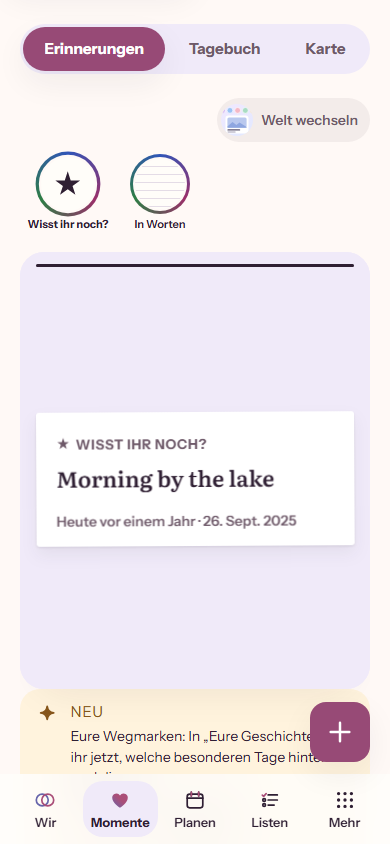 Erinnerungen Tagebuch Karte
Welt wechseln
Wisst ihr noch? In Worten
WISST IHR NOCH?
Morning by the lake
Heute vor einem Jahr · 26. Sept. 2025
NEU
Eure Wegmarken: In „Eure Geschichte
ihr jetzt, welche besonderen Tage
Wir Momente Planen Listen Mehr